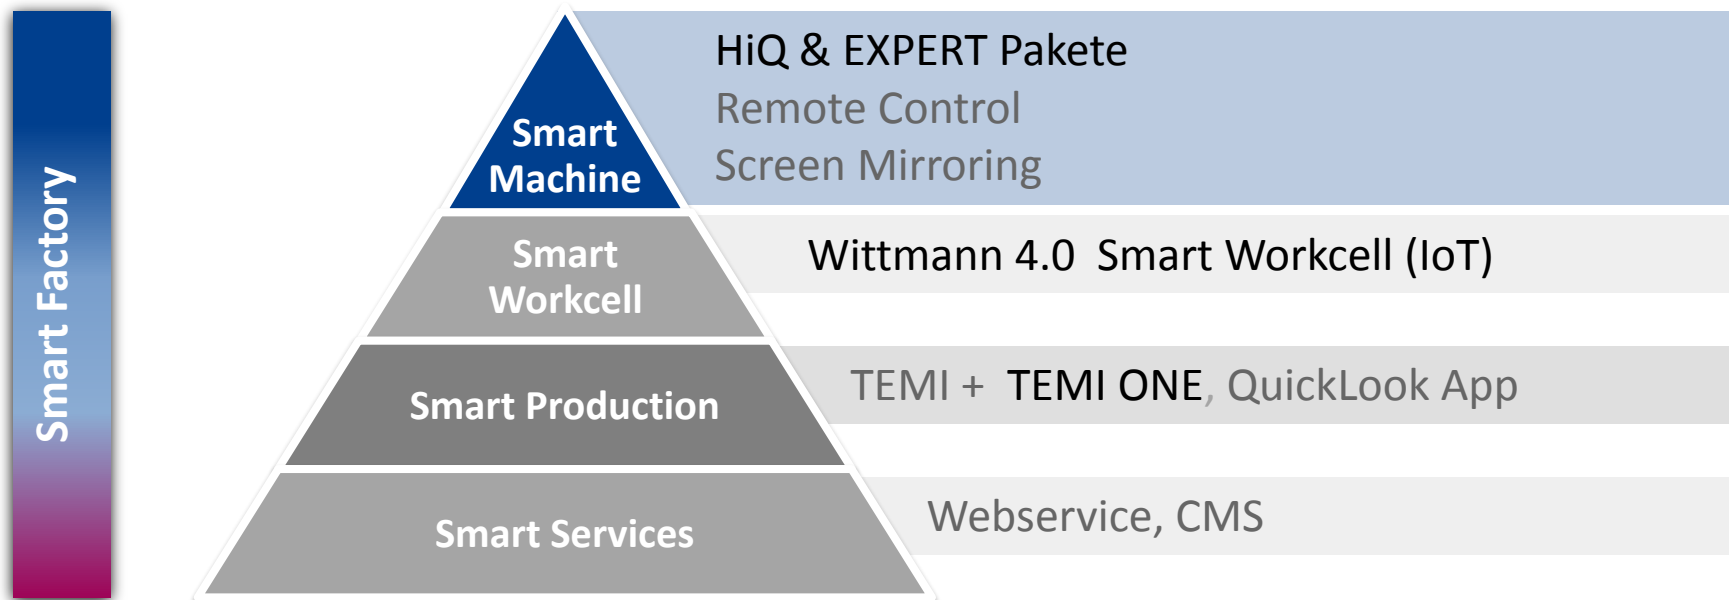 Smart Factory
Smart
Machine
HiQ & EXPERT Pakete
Remote Control
Screen Mirroring
Smart
Workcell
Wittmann 4.0  Smart Workcell (IoT)
Smart Production
TEMI +  TEMI ONE, QuickLook App
Smart Services
Webservice, CMS